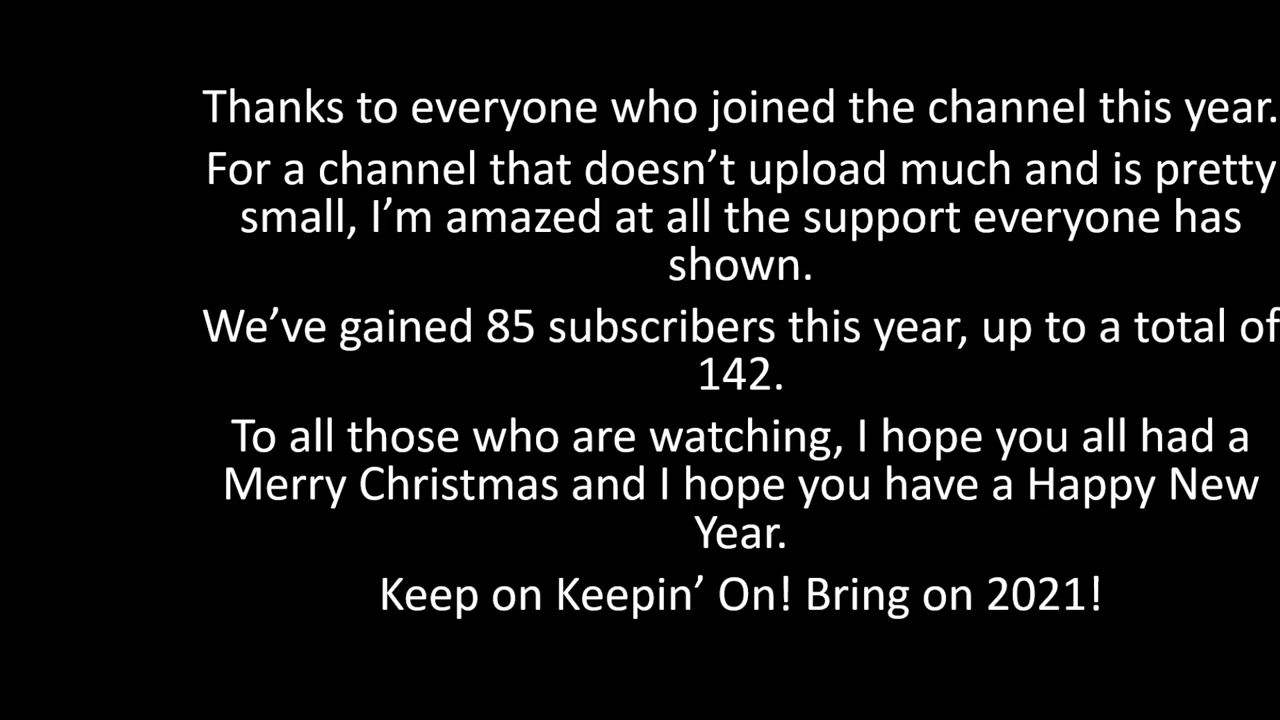 Thanks to everyone who joined the channel this year.
For a channel that doesn’t upload much and is pretty
small, I’m amazed at all the support everyone has
shown.
We’ve gained 85 subscribers this year, up to a total of
142.
To all those who are watching, I hope you all had a
Merry Christmas and I hope you have a Happy New
Year.
Keep on Keepin’ On! Bring on 2021!